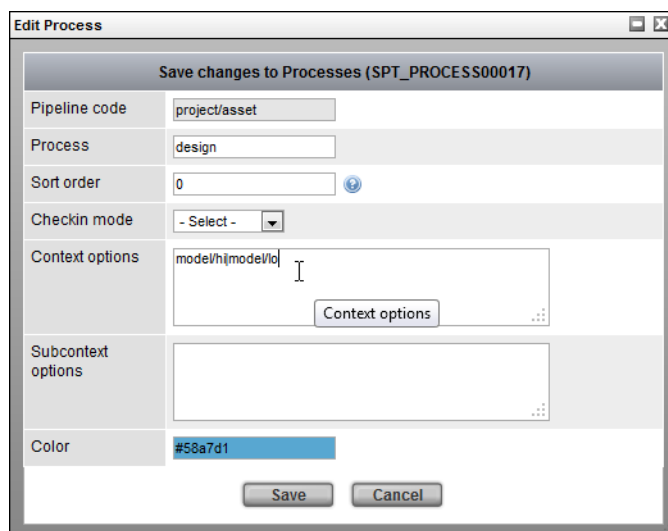 Edit Process
Save changes to Processes (SPT_PROCESS00017)
Pipeline code
project/asset
Process
design
Sort order
0
Checkin mode
- Select -
Context options
model/hi|model/lo
Context options
Subcontext
options
Color
#58a7d1
Save
Cancel